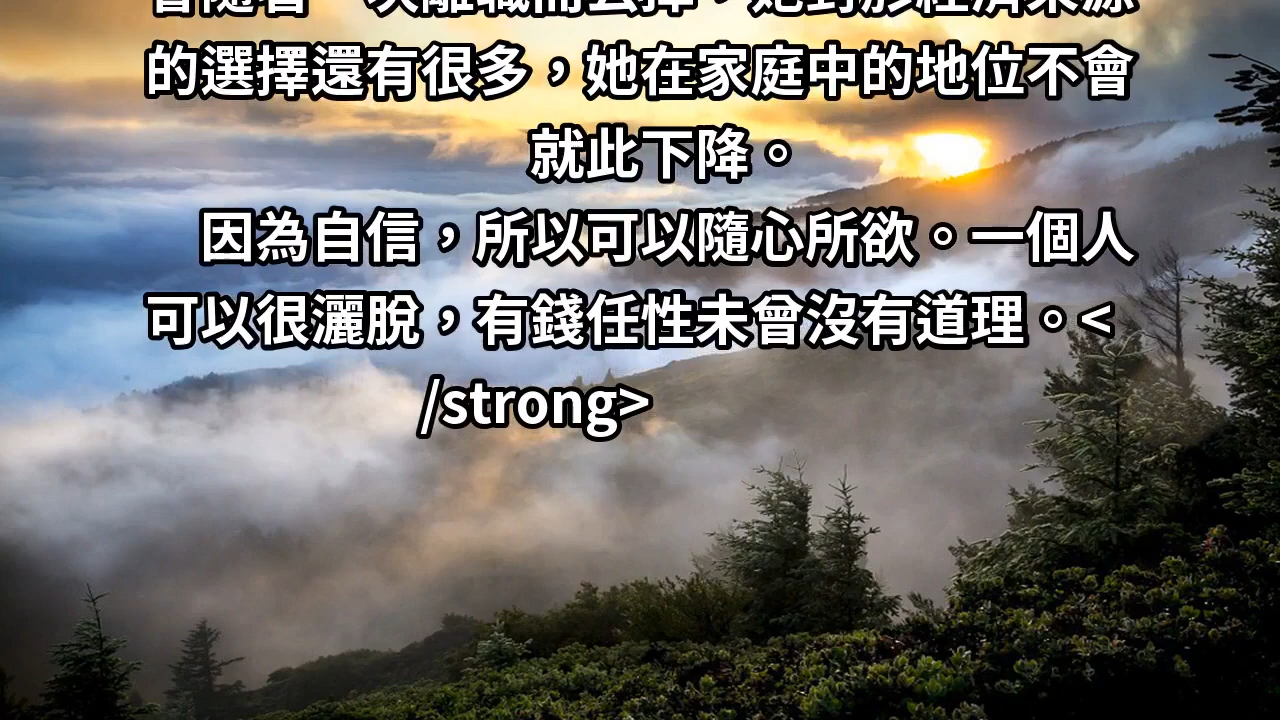 的選擇還有很多，她在家庭中的地位不會
就此下降。
因為自信，所以可以隨心所欲。一個人
可以很灑脫，有錢任性未曾沒有道理。<
/strong>